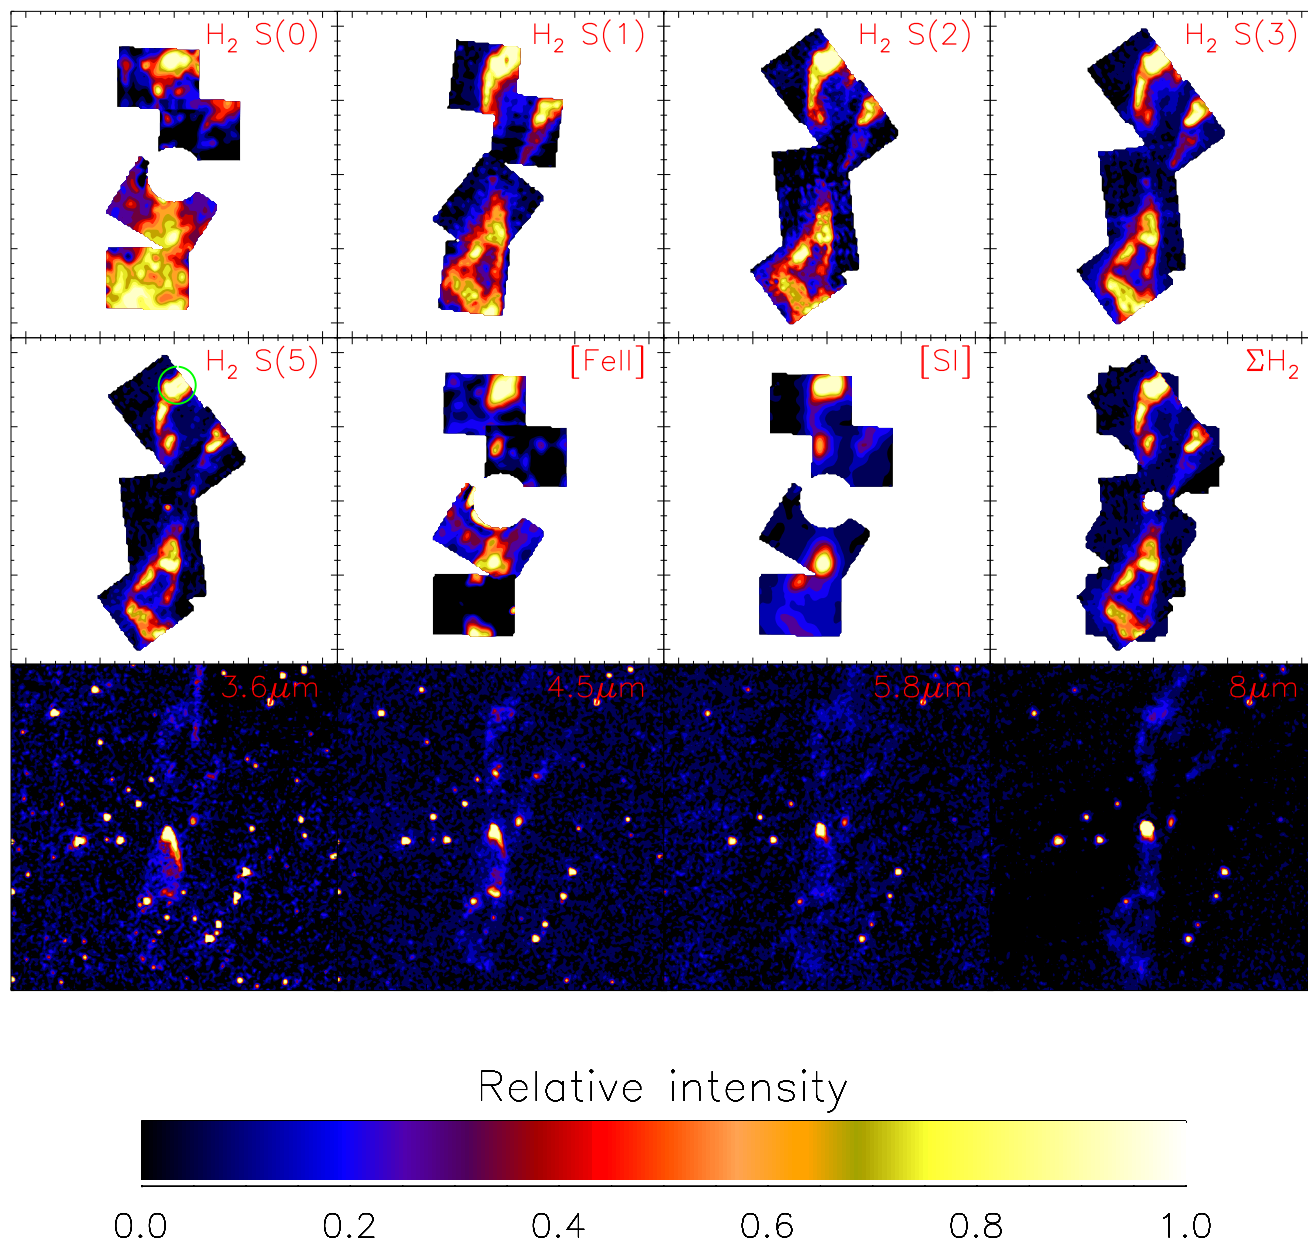 H₂ S(0) H₂ S(1) H₂ S(2) H₂ S(3)
H₂ S(5) [FeII] [SI] ΣH₂
3.6μm 4.5μm 5.8μm 8μm
Relative intensity
0.0 0.2 0.4 0.6 0.8 1.0